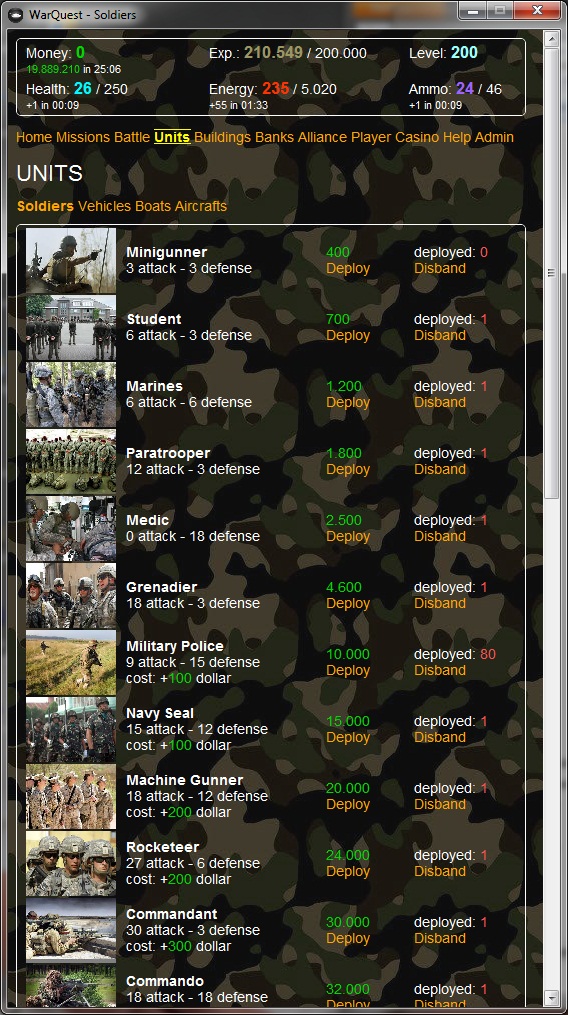 WarQuest - Soldiers
Money: 0 Exp.: 210.549 / 200.000 Level: 200
19.889.210 in 25:06
Health: 26 / 250 Energy: 235 / 5.020 Ammo: 24 / 46
+1 in 00:09 +55 in 01:33 +1 in 00:09
Home Missions Battle Units Buildings Banks Alliance Player Casino Help Admin
UNITS
Soldiers Vehicles Boats Aircrafts
Minigunner 400 deployed: 0
3 attack - 3 defense Deploy Disband
Student 700 deployed: 1
6 attack - 3 defense Deploy Disband
Marines 1.200 deployed: 1
6 attack - 6 defense Deploy Disband
Paratrooper 1.800 deployed: 1
12 attack - 3 defense Deploy Disband
Medic 2.500 deployed: 1
0 attack - 18 defense Deploy Disband
Grenadier 4.600 deployed: 1
18 attack - 3 defense Deploy Disband
Military Police 10.000 deployed: 80
9 attack - 15 defense Deploy Disband
cost: +100 dollar
Navy Seal 15.000 deployed: 1
15 attack - 12 defense Deploy Disband
cost: +100 dollar
Machine Gunner 20.000 deployed: 1
18 attack - 12 defense Deploy Disband
cost: +200 dollar
Rocketeer 24.000 deployed: 1
27 attack - 6 defense Deploy Disband
cost: +200 dollar
Commandant 30.000 deployed: 1
30 attack - 3 defense Deploy Disband
cost: +300 dollar
Commando 32.000 deployed: 1
18 attack - 18 defense Deploy Disband